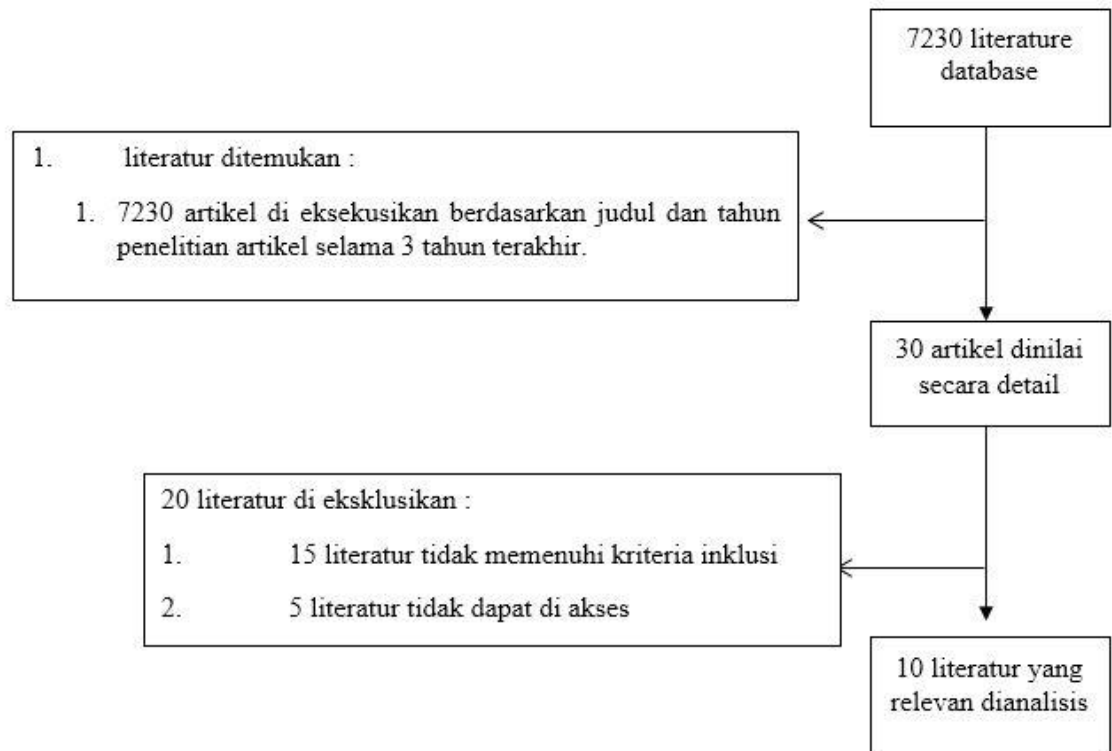 7230 literature
database
1. literatur ditemukan :
1. 7230 artikel di eksekusikan berdasarkan judul dan tahun
penelitian artikel selama 3 tahun terakhir.
30 artikel dinilai
secara detail
20 literatur di eksklusikan :
1. 15 literatur tidak memenuhi kriteria inklusi
2. 5 literatur tidak dapat di akses
10 literatur yang
relevan dianalisis